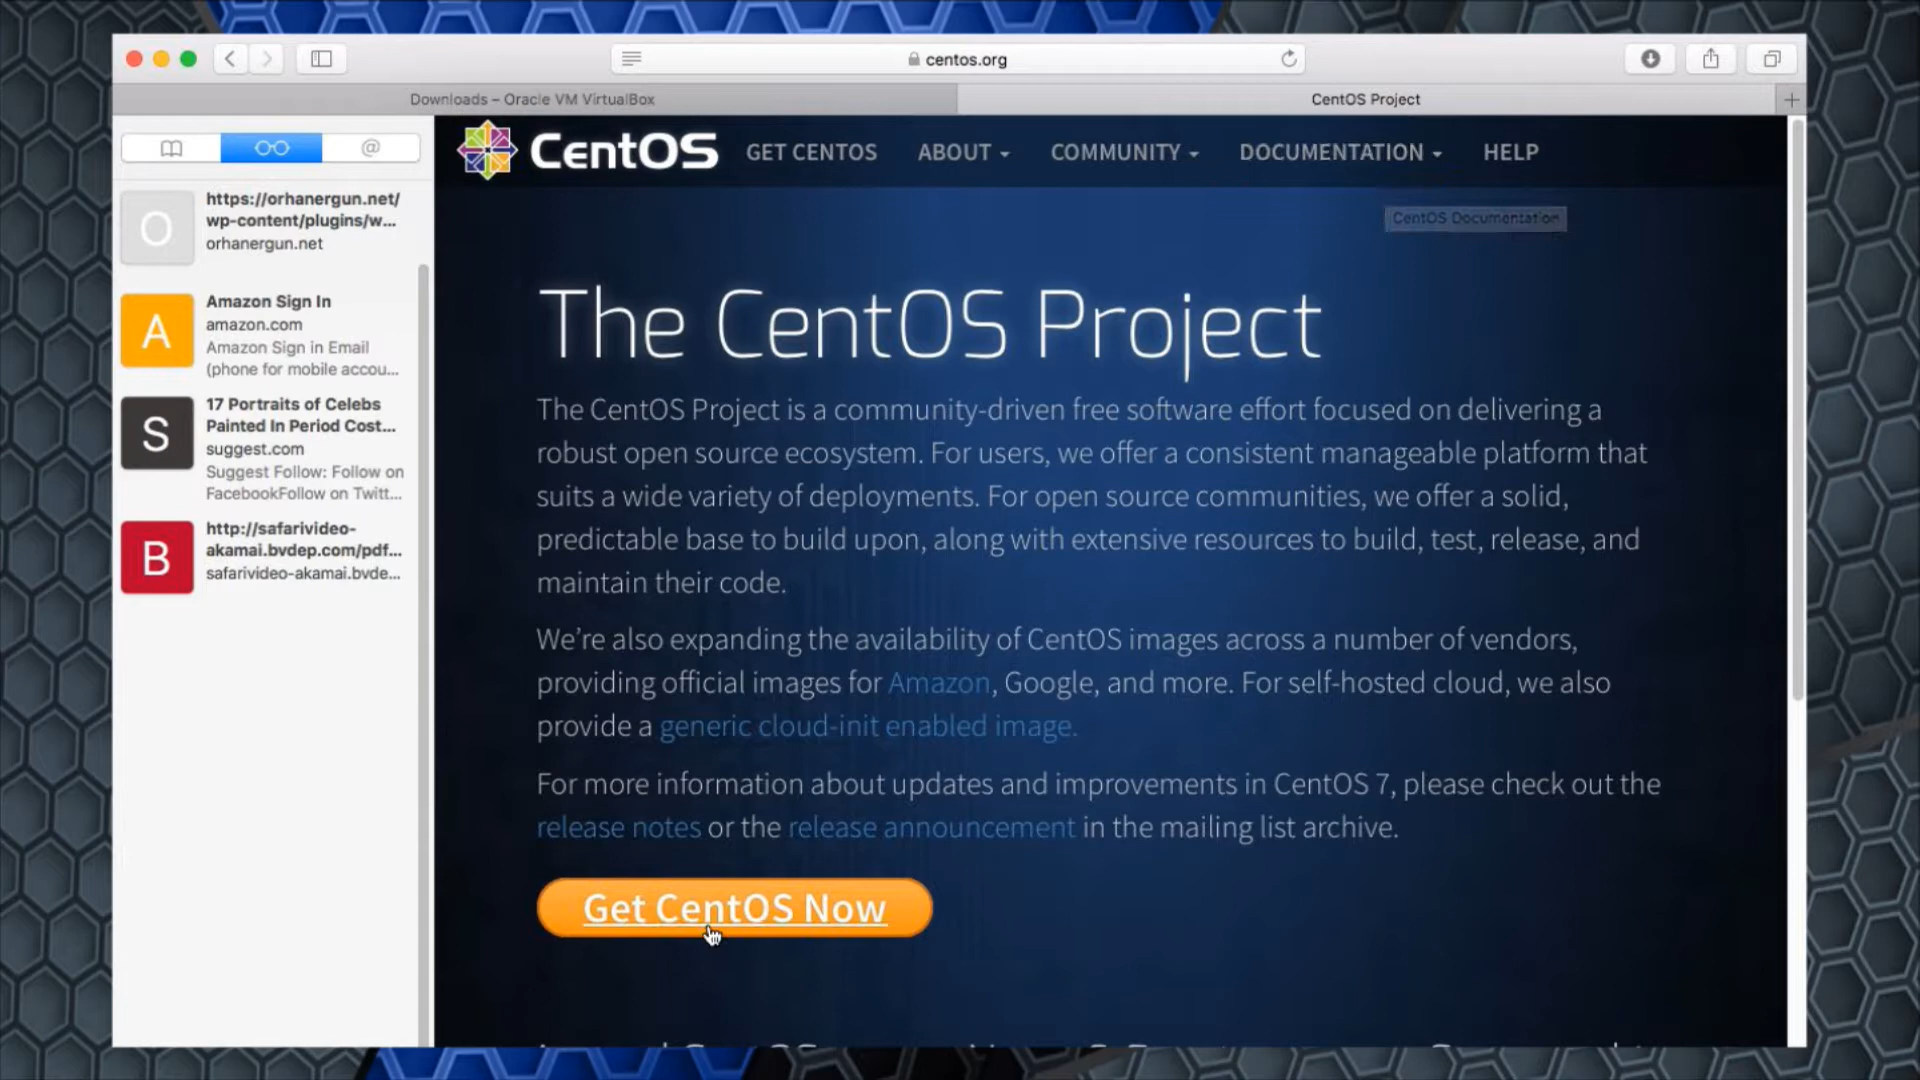 centos.org
Downloads – Oracle VM VirtualBox
CentOS Project
@
O
https://orhanergun.net/
wp-content/plugins/w...
orhanergun.net
A
Amazon Sign In
amazon.com
Amazon Sign in Email
(phone for mobile accou...
S
17 Portraits of Celebs
Painted In Period Cost...
suggest.com
Suggest Follow: Follow on
FacebookFollow on Twitt...
B
http://safarivideo-
akamai.bvdep.com/pdf...
safarivideo-akamai.bvde...
CentOS GET CENTOS ABOUT COMMUNITY DOCUMENTATION HELP
CentOS Documentation
The CentOS Project
The CentOS Project is a community-driven free software effort focused on delivering a
robust open source ecosystem. For users, we offer a consistent manageable platform that
suits a wide variety of deployments. For open source communities, we offer a solid,
predictable base to build upon, along with extensive resources to build, test, release, and
maintain their code.
We’re also expanding the availability of CentOS images across a number of vendors,
providing official images for Amazon, Google, and more. For self-hosted cloud, we also
provide a generic cloud-init enabled image.
For more information about updates and improvements in CentOS 7, please check out the
release notes or the release announcement in the mailing list archive.
Get CentOS Now